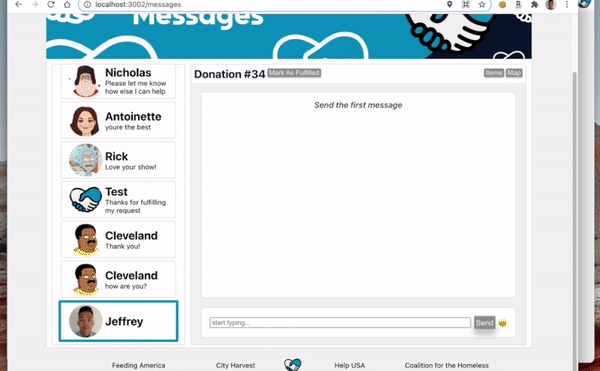 localhost:3002/messages
Messages
Nicholas
Please let me know
how else I can help
Antoinette
youre the best
Rick
Love your show!
Test
Thanks for fulfilling
my request
Cleveland
Thank you!
Cleveland
how are you?
Jeffrey
Donation #34 Mark As Fulfilled
Items Map
Send the first message
start typing...
Send
Feeding America
City Harvest
Help USA
Coalition for the Homeless